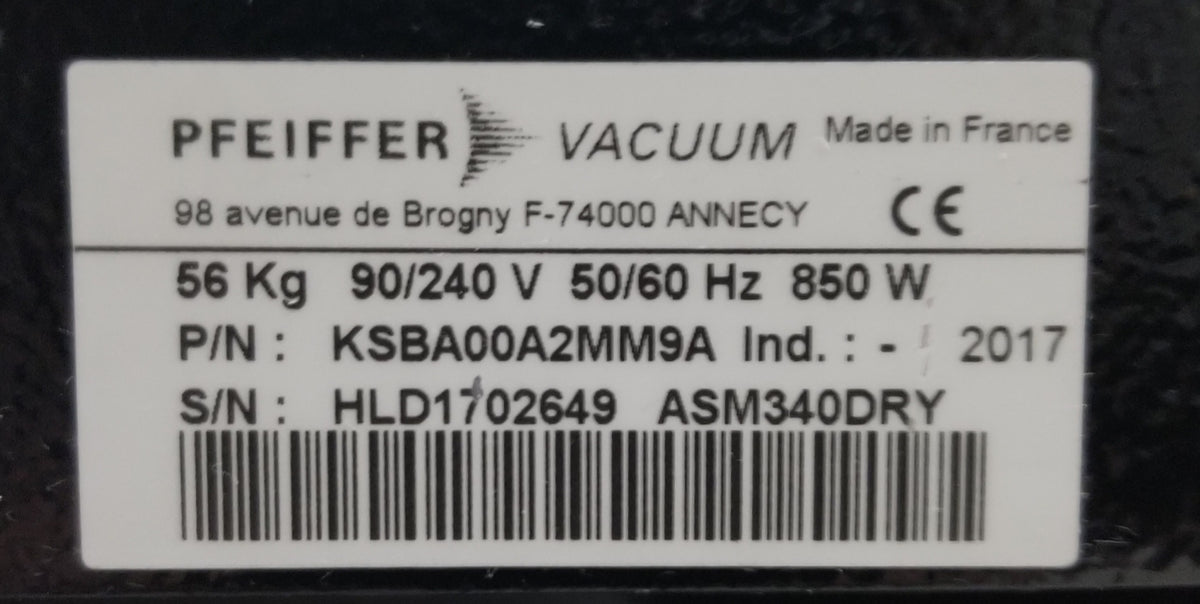 PFEIFFER VACUUM Made in France
98 avenue de Brogny F-74000 ANNECY CE
56 Kg 90/240 V 50/60 Hz 850 W
P/N : KSBA00A2MM9A Ind. : - 2017
S/N : HLD1702649 ASM340DRY